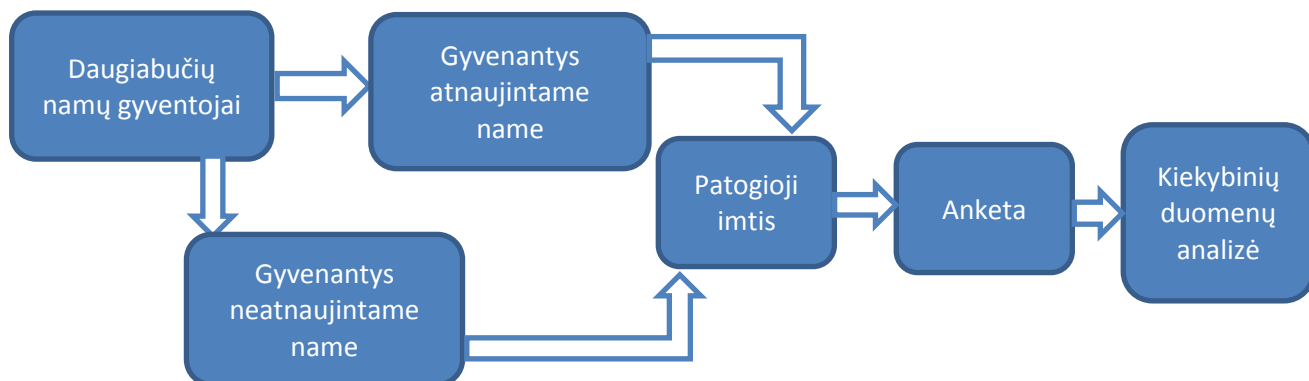 Daugiabučių
namų gyventojai
Gyvenantys
atnaujintame
name
Gyvenantys
neatnaujintame
name
Patogioji
imtis
Anketa
Kiekybinių
duomenų
analizė